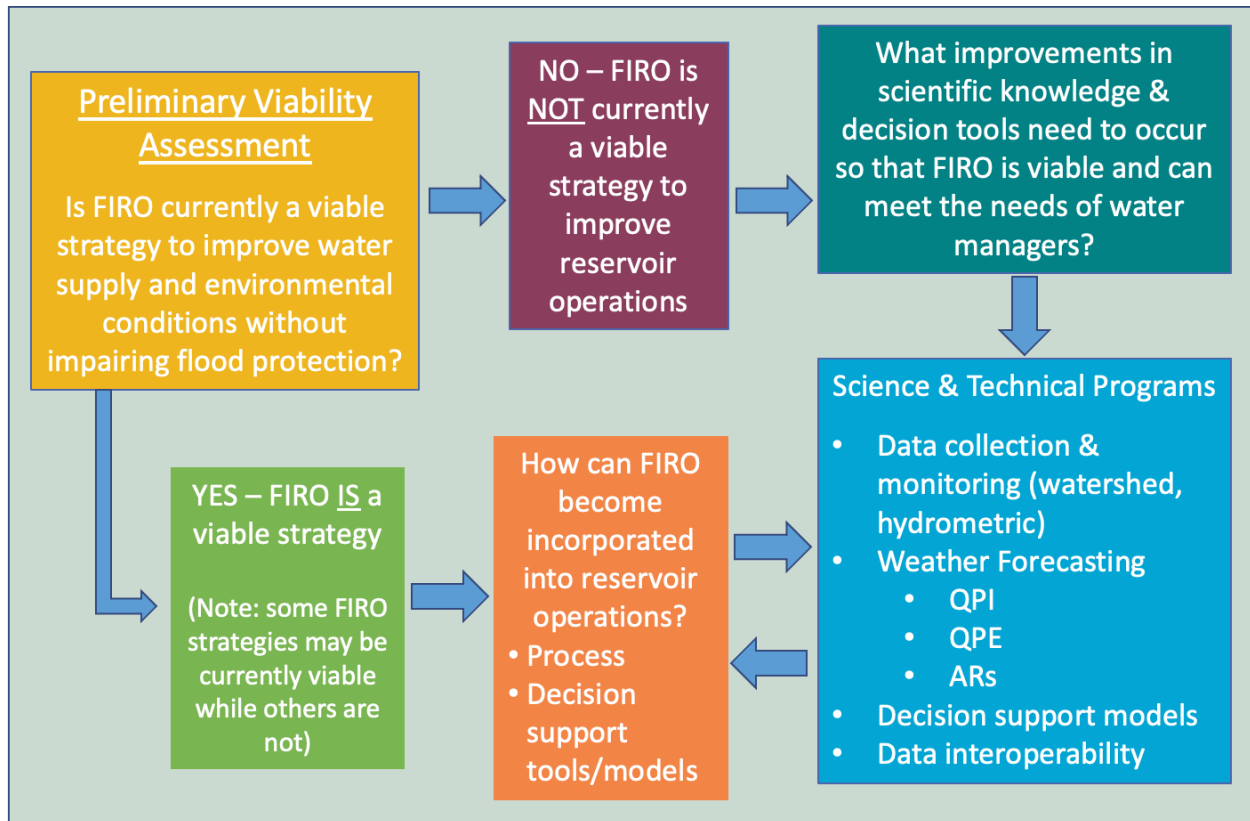 Preliminary Viability
Assessment
Is FIRO currently a viable
strategy to improve water
supply and environmental
conditions without
impairing flood protection?
NO – FIRO is
NOT currently
a viable
strategy to
improve
reservoir
operations
What improvements in
scientific knowledge &
decision tools need to occur
so that FIRO is viable and can
meet the needs of water
managers?
YES – FIRO IS a
viable strategy
(Note: some FIRO
strategies may be
currently viable
while others are
not)
How can FIRO
become
incorporated
into reservoir
operations?
• Process
• Decision
support
tools/models
Science & Technical Programs
• Data collection &
monitoring (watershed,
hydrometric)
• Weather Forecasting
• QPI
• QPE
• ARs
• Decision support models
• Data interoperability